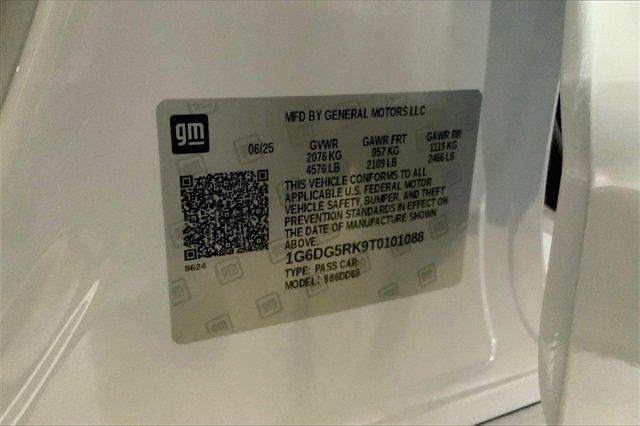 gm
MFD BY GENERAL MOTORS LLC
06/25 GVWR GAWR FRT GAWR RR
2076 KG 957 KG 1119 KG
4576 LB 2109 LB 2466 LB
THIS VEHICLE CONFORMS TO ALL
APPLICABLE U.S. FEDERAL MOTOR
VEHICLE SAFETY, BUMPER, AND THEFT
PREVENTION STANDARDS IN EFFECT ON
THE DATE OF MANUFACTURE SHOWN
ABOVE.
8624
1G6DG5RK9T0101088
TYPE: PASS CAR
MODEL: 986DD69